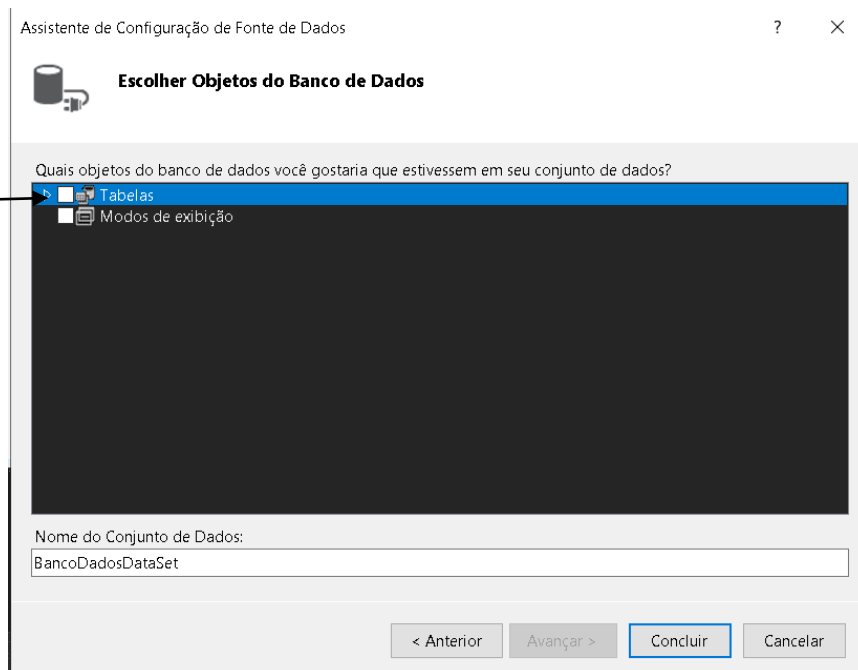 Assistente de Configuração de Fonte de Dados
Escolher Objetos do Banco de Dados
Quais objetos do banco de dados você gostaria que estivessem em seu conjunto de dados?
Tabelas
Modos de exibição
Nome do Conjunto de Dados:
BancoDadosDataSet
< Anterior
Avançar >
Concluir
Cancelar